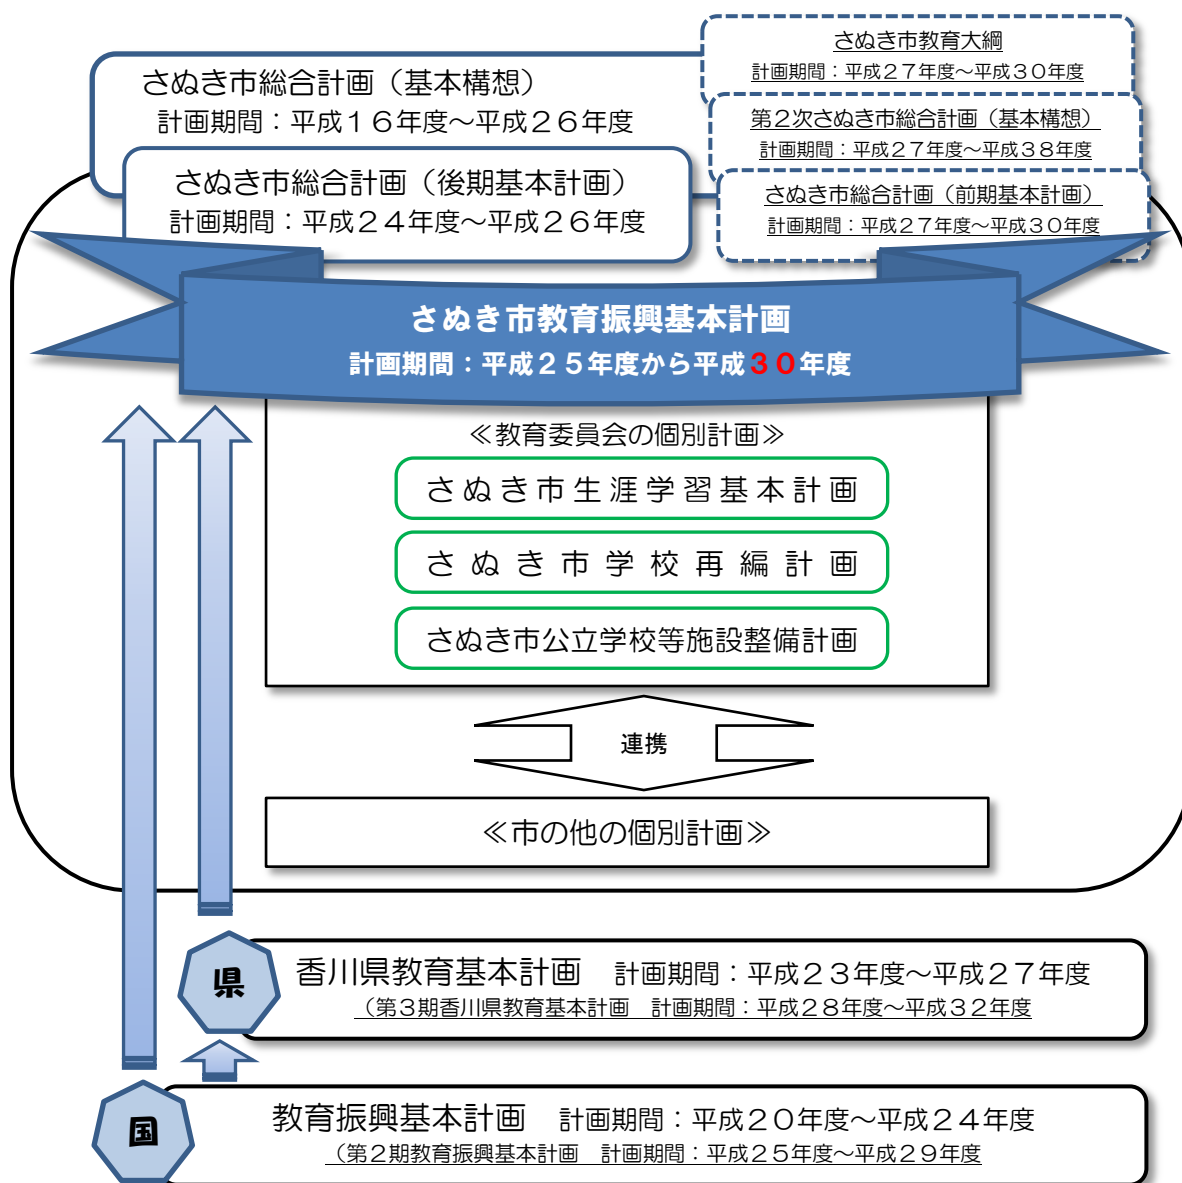 さぬき市総合計画（基本構想）
計画期間：平成１６年度～平成２６年度
さぬき市総合計画（後期基本計画）
計画期間：平成２４年度～平成２６年度
さぬき市教育大綱
計画期間：平成２７年度～平成３０年度
第２次さぬき市総合計画（基本構想）
計画期間：平成２７年度～平成３８年度
さぬき市総合計画（前期基本計画）
計画期間：平成２７年度～平成３０年度
さぬき市教育振興基本計画
計画期間：平成２５年度から平成３０年度
≪教育委員会の個別計画≫
さぬき市生涯学習基本計画
さぬき市学校再編計画
さぬき市公立学校等施設整備計画
連携
≪市の他の個別計画≫
県
香川県教育基本計画　計画期間：平成２３年度～平成２７年度
（第３期香川県教育基本計画　計画期間：平成２８年度～平成３２年度
国
教育振興基本計画　計画期間：平成２０年度～平成２４年度
（第２期教育振興基本計画　計画期間：平成２５年度～平成２９年度